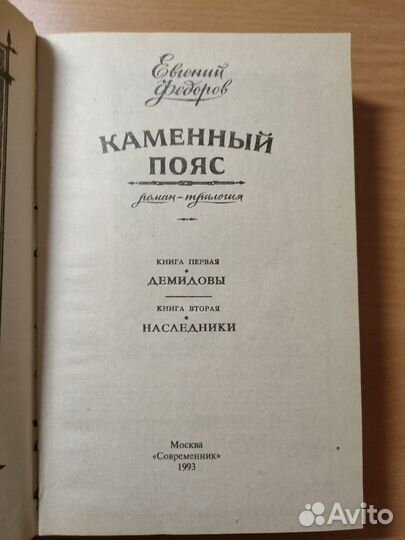 Евгений
Федоров
КАМЕННЫЙ
ПОЯС
роман-трилогия
КНИГА ПЕРВАЯ
ДЕМИДОВЫ
КНИГА ВТОРАЯ
НАСЛЕДНИКИ
Москва
«Современник»
1993
Avito